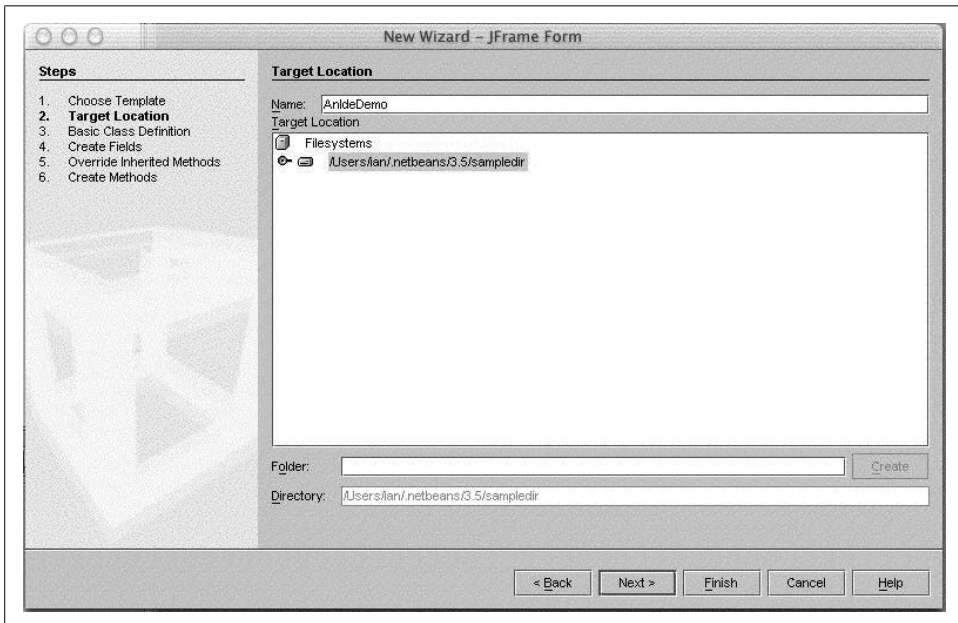 New Wizard – JFrame Form
Steps
1. Choose Template
2. Target Location
3. Basic Class Definition
4. Create Fields
5. Override Inherited Methods
6. Create Methods
Target Location
Name: AnIdeDemo
Target Location
Filesystems
/Users/ian/.netbeans/3.5/sampledir
Folder: Create
Directory: /Users/ian/.netbeans/3.5/sampledir
< Back Next > Finish Cancel Help